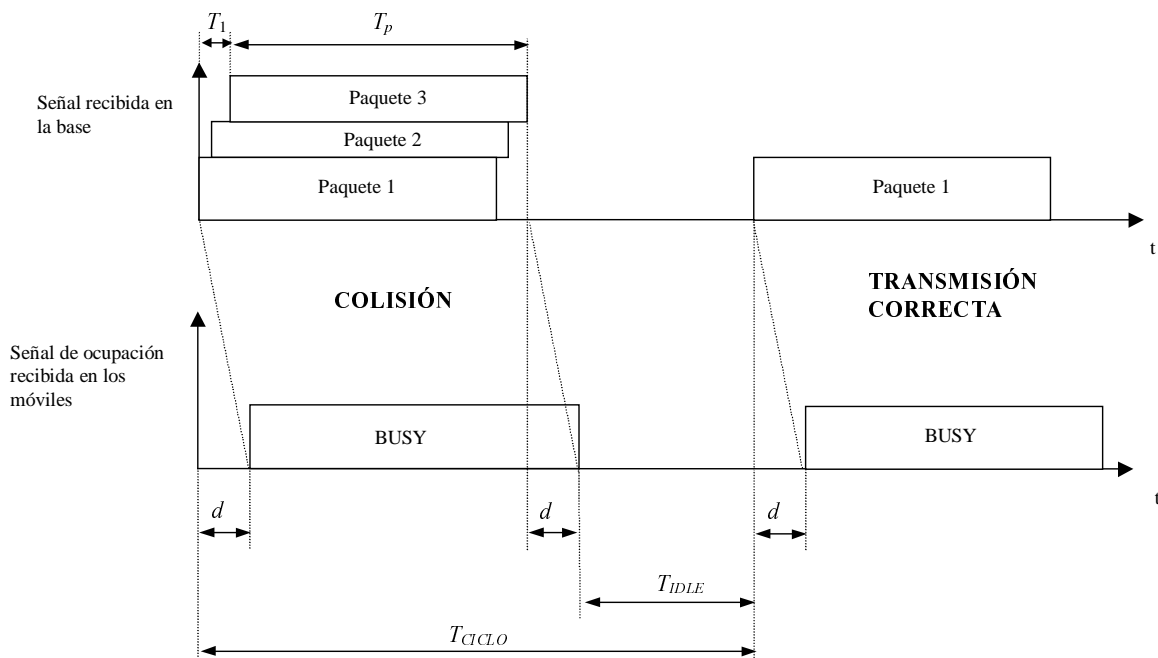 T1
Tp
Señal recibida en
la base
Paquete 3
Paquete 2
Paquete 1
Paquete 1
t
COLISIÓN
TRANSMISIÓN
CORRECTA
Señal de ocupación
recibida en los
móviles
BUSY
BUSY
t
d
d
d
TIDLE
TCICLO